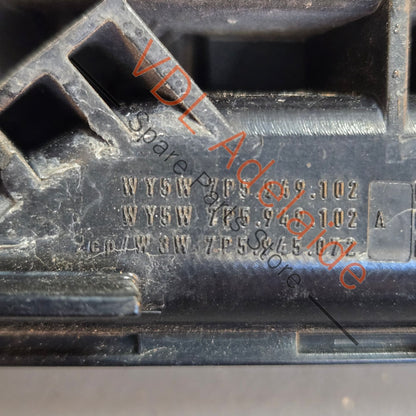 WY5W 7P5.949.102
WY5W 7P5.949.102 A
W3W 7P5.945.072
VDL Adelaide
Spare Parts Store